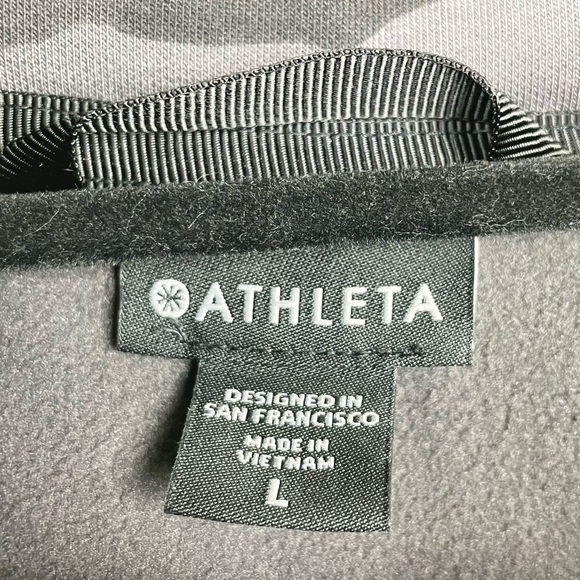 ATHLETA
DESIGNED IN
SAN FRANCISCO
MADE IN
VIETNAM
L